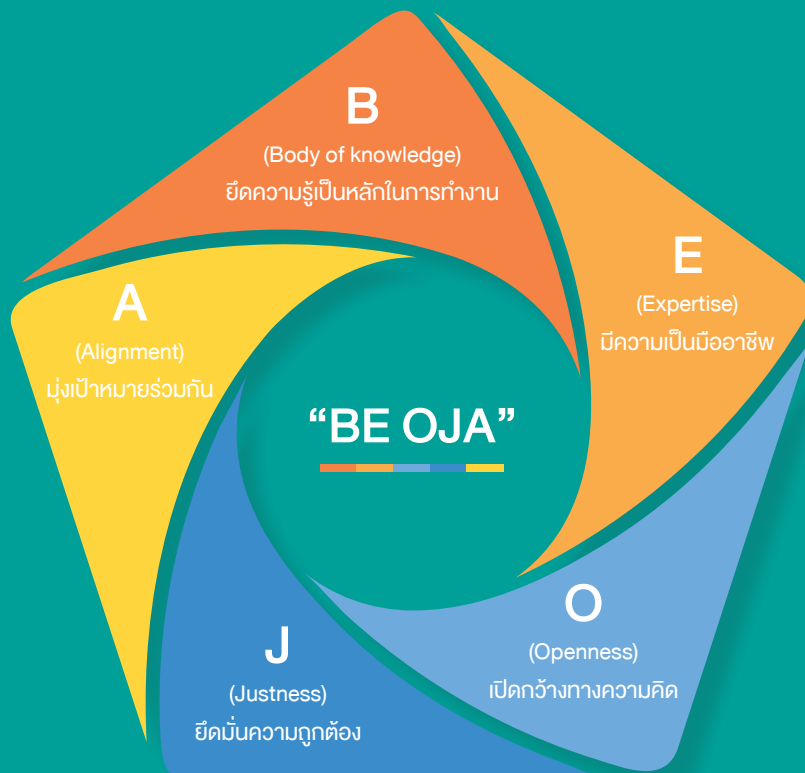 B
(Body of knowledge)
ยึดความรู้เป็นหลักในการทำงาน
E
(Expertise)
มีความเป็นมืออาชีพ
A
(Alignment)
มุ่งเป้าหมายร่วมกัน
“BE OJA”
O
(Openness)
เปิดกว้างทางความคิด
J
(Justness)
ยึดมั่นความถูกต้อง